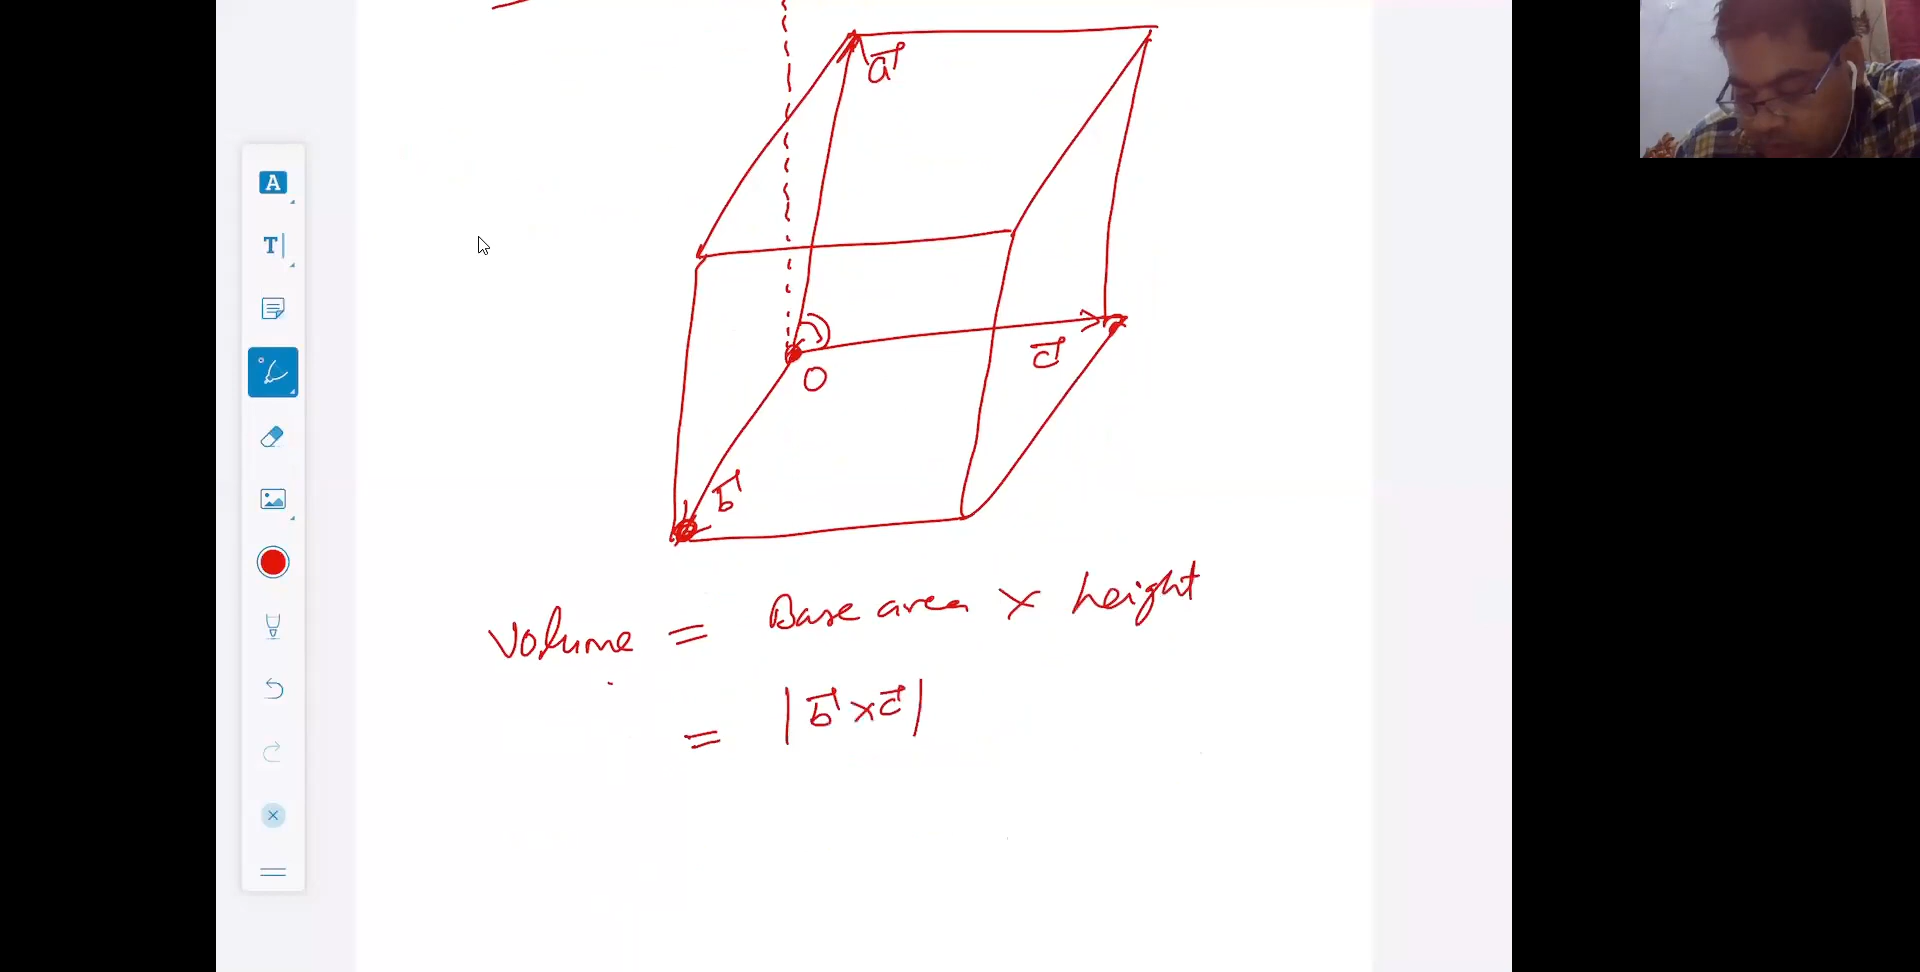 A
T
a⃗
c⃗
O
b⃗
Volume = Base area × height
= |b⃗ × c⃗|